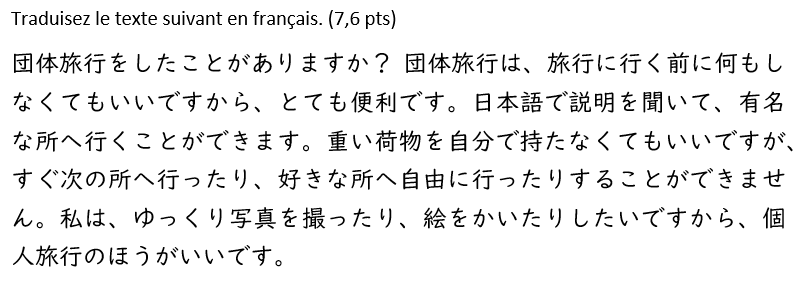 Traduisez le texte suivant en français. (7,6 pts)
団体旅行をしたことがありますか？ 団体旅行は、旅行に行く前に何もし
なくてもいいですから、とても便利です。日本語で説明を聞いて、有名
な所へ行くことができます。重い荷物を自分で持たなくてもいいですが、
すぐ次の所へ行ったり、好きな所へ自由に行ったりすることができませ
ん。私は、ゆっくり写真を撮ったり、絵をかいたりしたいですから、個
人旅行のほうがいいです。